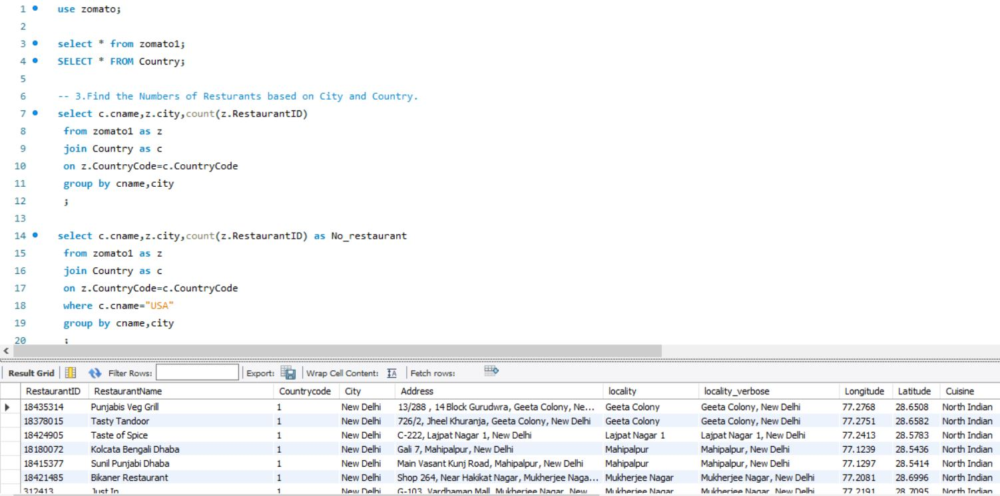 1 use zomato;
2
3 select * from zomato1;
4 SELECT * FROM Country;
5
6 -- 3.Find the Numbers of Resturants based on City and Country.
7 select c.cname,z.city,count(z.RestaurantID)
8 from zomato1 as z
9 join Country as c
10 on z.CountryCode=c.CountryCode
11 group by cname,city
12 ;
13
14 select c.cname,z.city,count(z.RestaurantID) as No_restaurant
15 from zomato1 as z
16 join Country as c
17 on z.CountryCode=c.CountryCode
18 where c.cname="USA"
19 group by cname,city
20 ;
Result Grid Filter Rows: Export: Wrap Cell Content: Fetch rows:
RestaurantID RestaurantName Countrycode City Address locality locality_verbose Longitude Latitude Cuisine
18435314 Punjabis Veg Grill 1 New Delhi 13/288 , 14 Block Gurudwra, Geeta Colony, Ne... Geeta Colony Geeta Colony, New Delhi 77.2768 28.6508 North Indian
18378015 Tasty Tandoor 1 New Delhi 726/2, Jheel Khuranja, Geeta Colony, New Delhi Geeta Colony Geeta Colony, New Delhi 77.2751 28.6582 North Indian
18424905 Taste of Spice 1 New Delhi C-222, Lajpat Nagar 1, New Delhi Lajpat Nagar 1 Lajpat Nagar 1, New Delhi 77.2413 28.5783 North Indian
18180072 Kolcata Bengali Dhaba 1 New Delhi Gali 7, Mahipalpur, New Delhi Mahipalpur Mahipalpur, New Delhi 77.1239 28.5436 North Indian
18415377 Sunil Punjabi Dhaba 1 New Delhi Main Vasant Kunj Road, Mahipalpur, New Delhi Mahipalpur Mahipalpur, New Delhi 77.1297 28.5414 North Indian
18421485 Bikaner Restaurant 1 New Delhi Shop 264, Near Hakikat Nagar, Mukherjee Naga... Mukherjee Nagar Mukherjee Nagar, New Delhi 77.2081 28.6996 North Indian
312413 Just In 1 New Delhi G-103, Vardhaman Mall, Mukherjee Nagar, New Mukherjee Nagar Mukherjee Nagar, New Delhi 77.2191 28.7095 North Indian